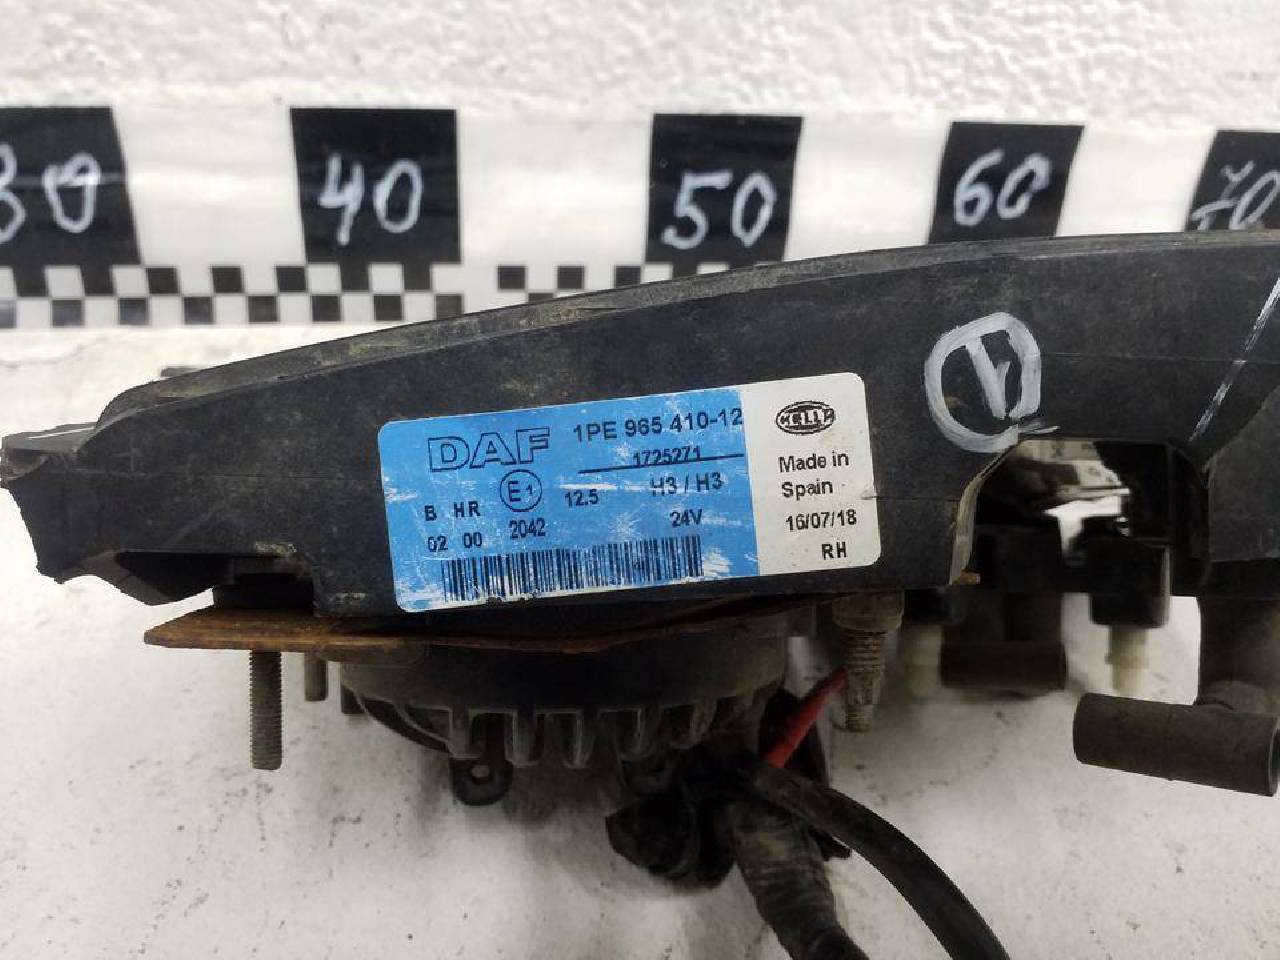 30 40 50 60 70
1
DAF 1PE 965 410-12
1725271
B HR E1 12.5 H3 / H3
02 00 2042 24V
HELLA
Made in
Spain
16/07/18
RH